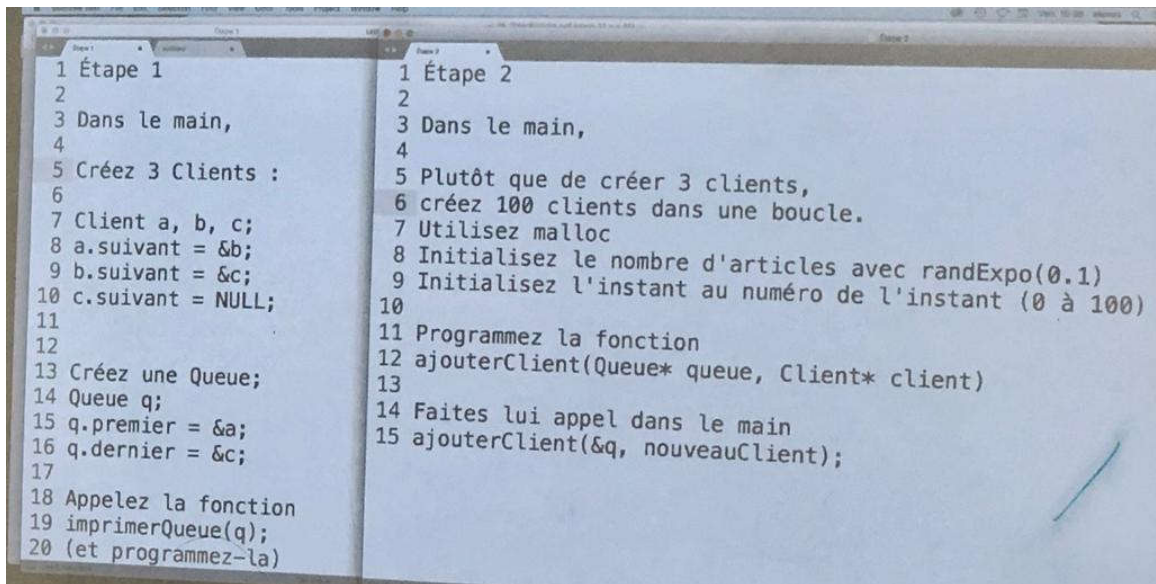 Étape 1
1 Étape 1
2
3 Dans le main,
4
5 Créez 3 Clients :
6
7 Client a, b, c;
8 a.suivant = &b;
9 b.suivant = &c;
10 c.suivant = NULL;
11
12
13 Créez une Queue;
14 Queue q;
15 q.premier = &a;
16 q.dernier = &c;
17
18 Appelez la fonction
19 imprimerQueue(q);
20 (et programmez-la)
Étape 2
1 Étape 2
2
3 Dans le main,
4
5 Plutôt que de créer 3 clients,
6 créez 100 clients dans une boucle.
7 Utilisez malloc
8 Initialisez le nombre d'articles avec randExpo(0.1)
9 Initialisez l'instant au numéro de l'instant (0 à 100)
10
11 Programmez la fonction
12 ajouterClient(Queue* queue, Client* client)
13
14 Faites lui appel dans le main
15 ajouterClient(&q, nouveauClient);